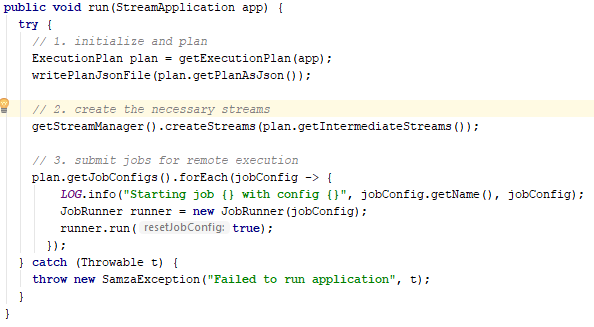 public void run(StreamApplication app) {
try {
// 1. initialize and plan
ExecutionPlan plan = getExecutionPlan(app);
writePlanJsonFile(plan.getPlanAsJson());
// 2. create the necessary streams
getStreamManager().createStreams(plan.getIntermediateStreams());
// 3. submit jobs for remote execution
plan.getJobConfigs().forEach(jobConfig -> {
LOG.info("Starting job {} with config {}", jobConfig.getName(), jobConfig);
JobRunner runner = new JobRunner(jobConfig);
runner.run( resetJobConfig: true);
});
} catch (Throwable t) {
throw new SamzaException("Failed to run application", t);
}
}